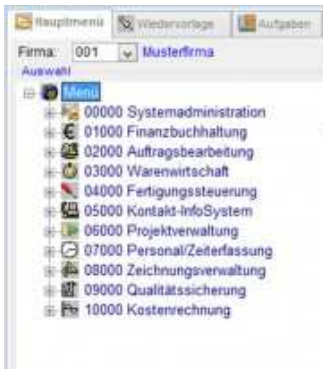 Hauptmenü Wiedervorlage Aufgaben
Firma: 001 Musterfirma
Auswahl
Menü
00000 Systemadministration
01000 Finanzbuchhaltung
02000 Auftragsbearbeitung
03000 Warenwirtschaft
04000 Fertigungssteuerung
05000 Kontakt-InfoSystem
06000 Projektverwaltung
07000 Personal/Zeiterfassung
08000 Zeichnungsverwaltung
09000 Qualitätssicherung
10000 Kostenrechnung